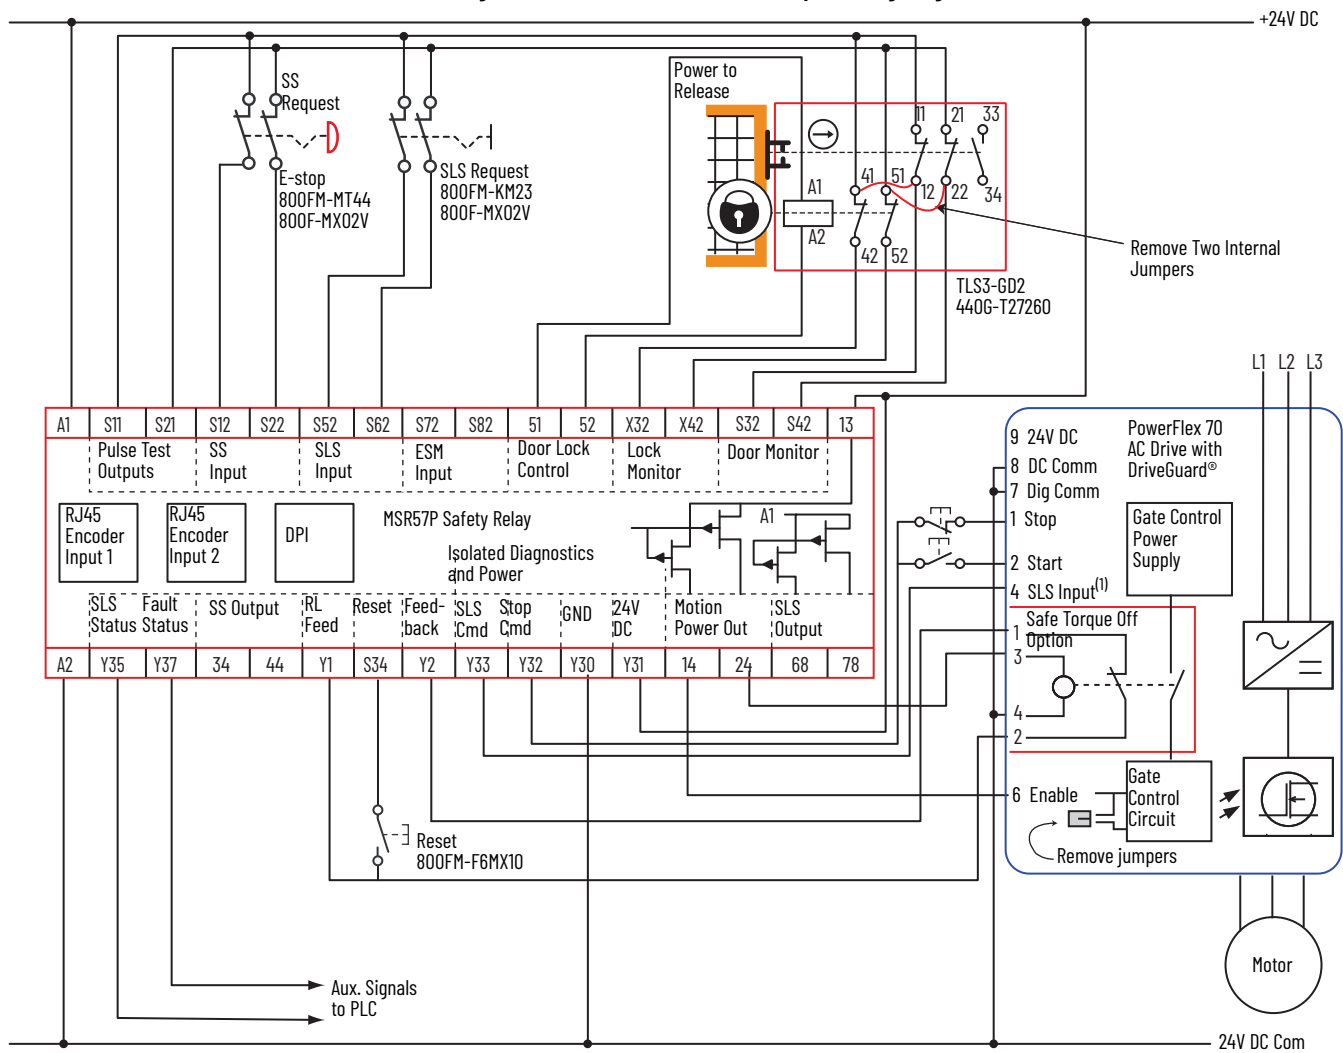 +24V DC
SS
Request
E-stop
800FM-MT44
800F-MX02V
SLS Request
800FM-KM23
800F-MX02V
Power to
Release
11 21 33
41 51 12 22 34
A1
A2
42 52
Remove Two Internal
Jumpers
TLS3-GD2
440G-T27260
L1 L2 L3
A1 S11 S21 S12 S22 S52 S62 S72 S82 51 52 X32 X42 S32 S42 13
Pulse Test
Outputs
SS
Input
SLS
Input
ESM
Input
Door Lock
Control
Lock
Monitor
Door Monitor
RJ45
Encoder
Input 1
RJ45
Encoder
Input 2
DPI
MSR57P Safety Relay
Isolated Diagnostics
and Power
A1
SLS
Status
Fault
Status
SS Output
RL
Feed
Reset
Feed-
back
SLS
Cmd
Stop
Cmd
GND
24V
DC
Motion
Power Out
SLS
Output
A2 Y35 Y37 34 44 Y1 S34 Y2 Y33 Y32 Y30 Y31 14 24 68 78
9 24V DC
8 DC Comm
7 Dig Comm
1 Stop
2 Start
4 SLS Input(1)
PowerFlex 70
AC Drive with
DriveGuard®
Gate Control
Power
Supply
Safe Torque Off
Option
1
3
4
2
6 Enable
Gate
Control
Circuit
Remove jumpers
Reset
800FM-F6MX10
Motor
Aux. Signals
to PLC
24V DC Com